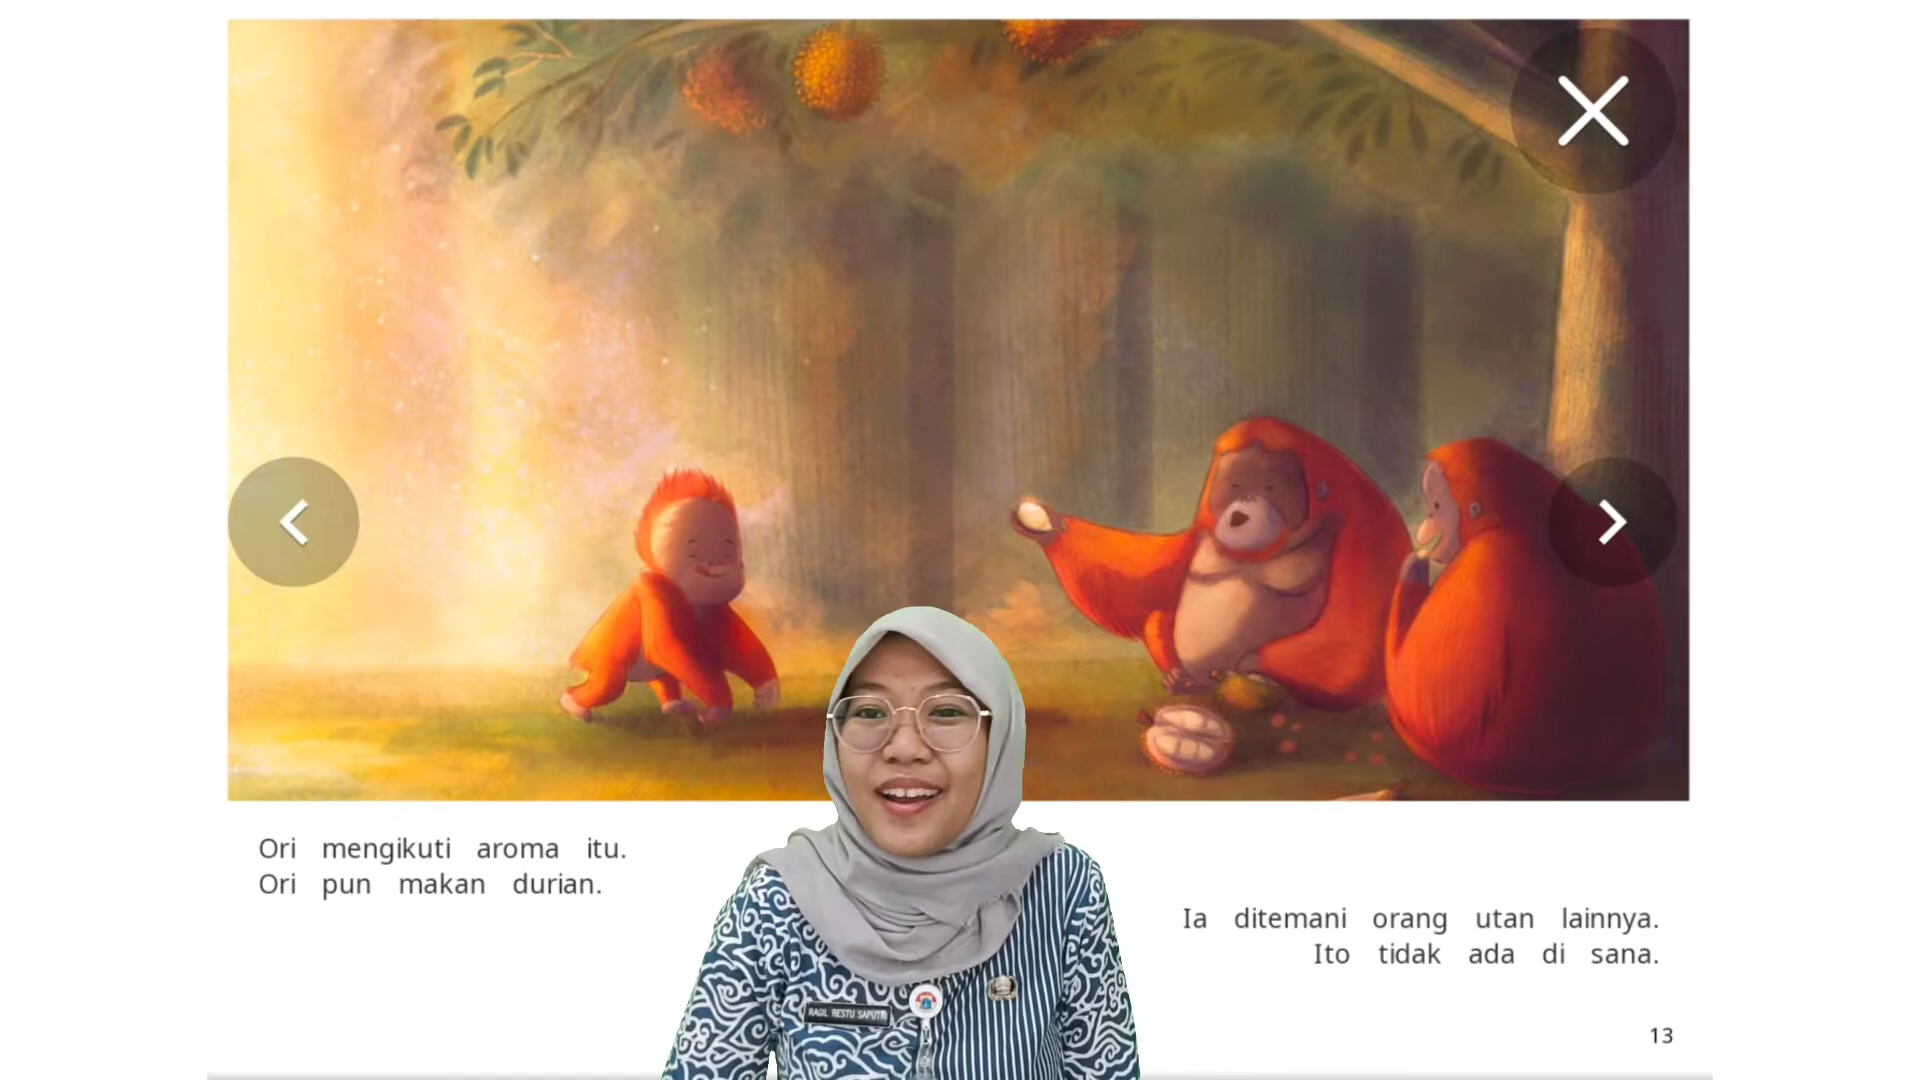 Ori mengikuti aroma itu.
Ori pun makan durian.
Ia ditemani orang utan lainnya.
Ito tidak ada di sana.
RAGIL RESTU SAPUTRI
13